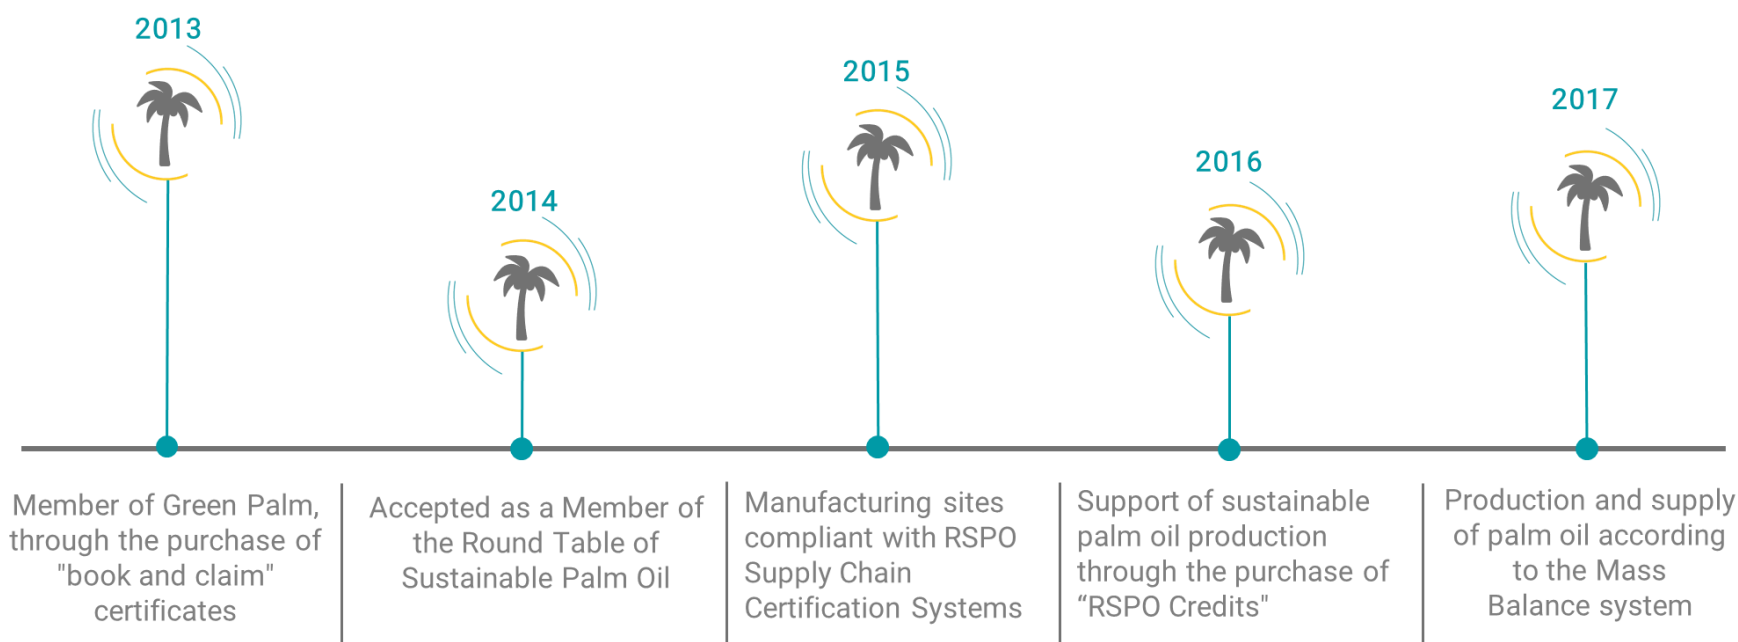 2013
Member of Green Palm,
through the purchase of
"book and claim"
certificates
2014
Accepted as a Member of
the Round Table of
Sustainable Palm Oil
2015
Manufacturing sites
compliant with RSPO
Supply Chain
Certification Systems
2016
Support of sustainable
palm oil production
through the purchase of
“RSPO Credits"
2017
Production and supply
of palm oil according
to the Mass
Balance system